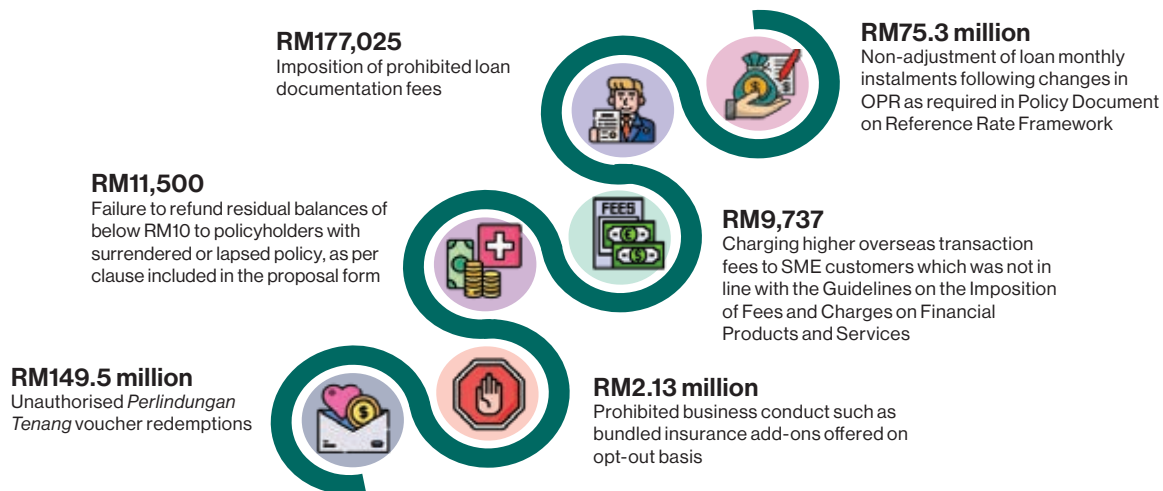 RM177,025
Imposition of prohibited loan
documentation fees
RM75.3 million
Non-adjustment of loan monthly
instalments following changes in
OPR as required in Policy Document
on Reference Rate Framework
RM11,500
Failure to refund residual balances of
below RM10 to policyholders with
surrendered or lapsed policy, as per
clause included in the proposal form
FEES
RM9,737
Charging higher overseas transaction
fees to SME customers which was not in
line with the Guidelines on the Imposition
of Fees and Charges on Financial
Products and Services
RM149.5 million
Unauthorised Perlindungan
Tenang voucher redemptions
RM2.13 million
Prohibited business conduct such as
bundled insurance add-ons offered on
opt-out basis